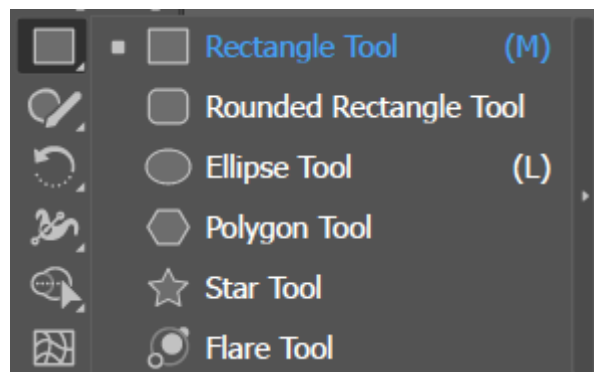 Rectangle Tool (M)
Rounded Rectangle Tool
Ellipse Tool (L)
Polygon Tool
Star Tool
Flare Tool